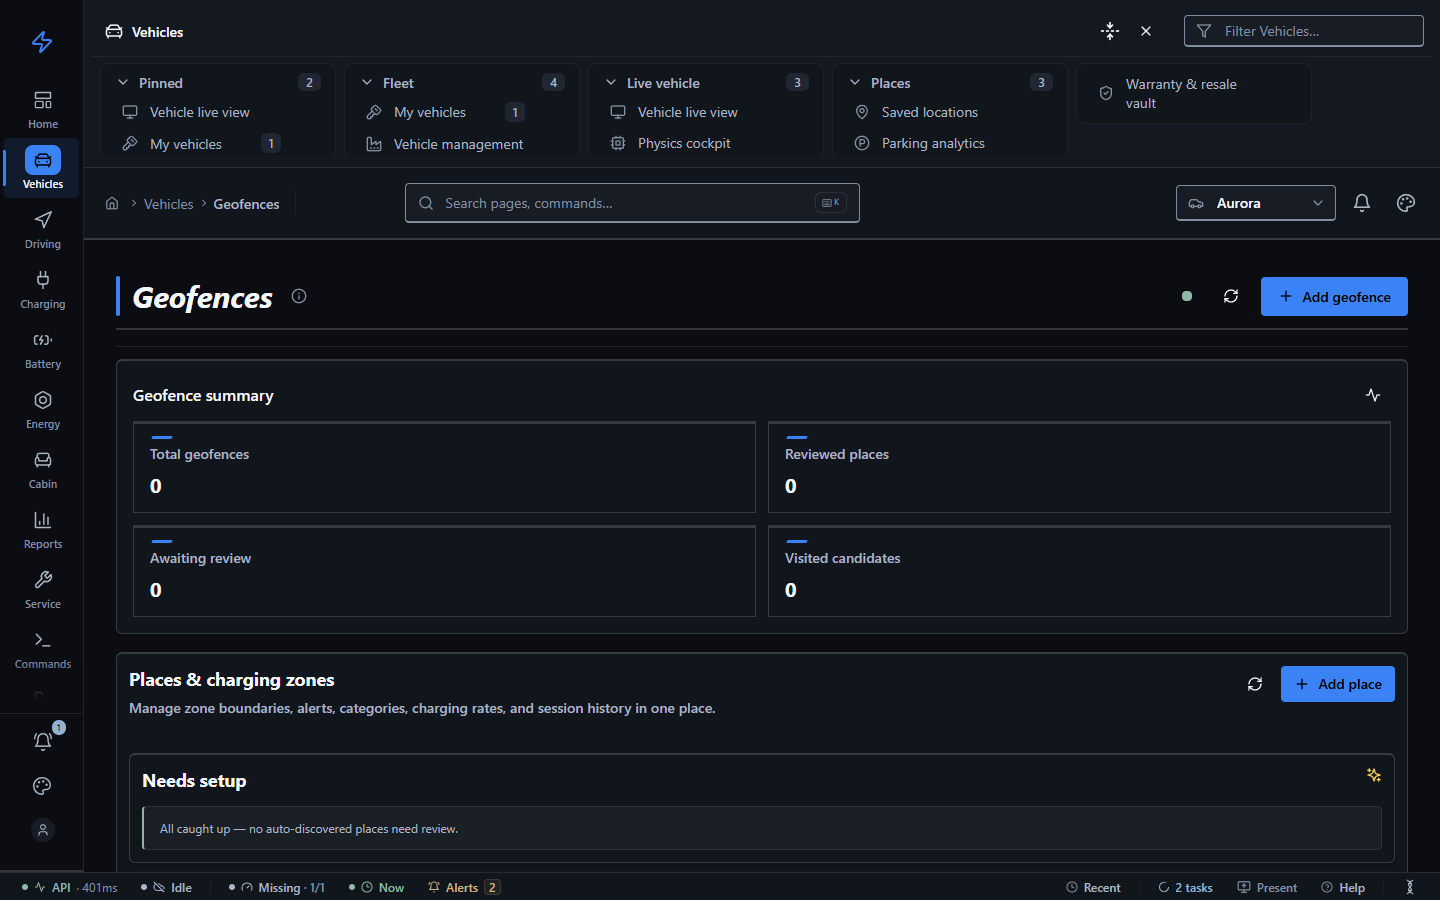 Vehicles
Filter Vehicles...
Pinned 2
Vehicle live view
My vehicles 1
Fleet 4
My vehicles 1
Vehicle management
Live vehicle 3
Vehicle live view
Physics cockpit
Places 3
Saved locations
Parking analytics
Warranty & resale
vault
Home
Vehicles
Driving
Charging
Battery
Energy
Cabin
Reports
Service
Commands
1
Vehicles Geofences
Search pages, commands... K
Aurora
Geofences
Add geofence
Geofence summary
Total geofences
0
Reviewed places
0
Awaiting review
0
Visited candidates
0
Places & charging zones
Add place
Manage zone boundaries, alerts, categories, charging rates, and session history in one place.
Needs setup
All caught up — no auto-discovered places need review.
API · 401ms Idle Missing · 1/1 Now Alerts 2 Recent 2 tasks Present Help